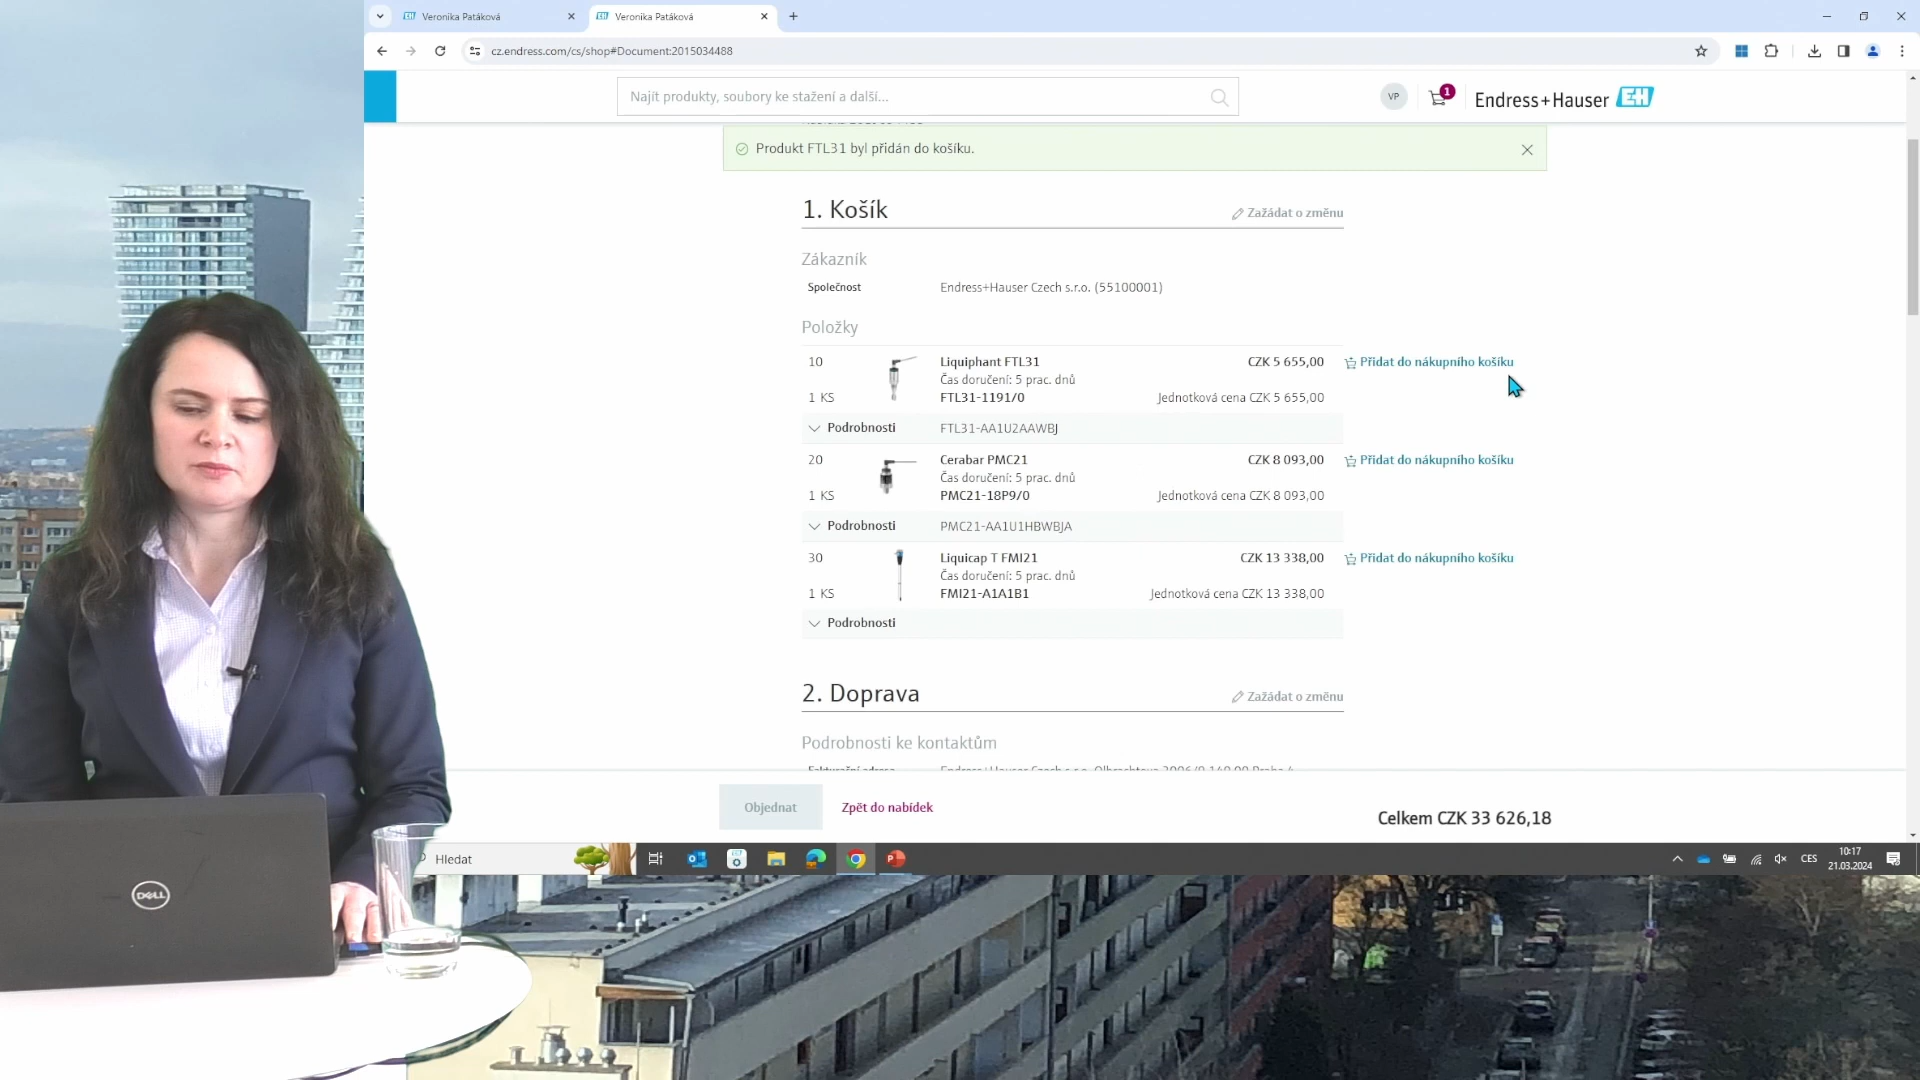 Veronika Patáková
Veronika Patáková
cz.endress.com/cs/shop#Document:2015034488
Najít produkty, soubory ke stažení a další...
VP
1
Endress+Hauser EH
Produkt FTL31 byl přidán do košíku.
1. Košík
Zažádat o změnu
Zákazník
Společnost Endress+Hauser Czech s.r.o. (55100001)
Položky
10 Liquiphant FTL31 CZK 5 655,00 Přidat do nákupního košíku
Čas doručení: 5 prac. dnů
1 KS FTL31-1191/0 Jednotková cena CZK 5 655,00
Podrobnosti FTL31-AA1U2AAWBJ
20 Cerabar PMC21 CZK 8 093,00 Přidat do nákupního košíku
Čas doručení: 5 prac. dnů
1 KS PMC21-18P9/0 Jednotková cena CZK 8 093,00
Podrobnosti PMC21-AA1U1HBWBJA
30 Liquicap T FMI21 CZK 13 338,00 Přidat do nákupního košíku
Čas doručení: 5 prac. dnů
1 KS FMI21-A1A1B1 Jednotková cena CZK 13 338,00
Podrobnosti
2. Doprava
Zažádat o změnu
Podrobnosti ke kontaktům
Objednat
Zpět do nabídek
Celkem CZK 33 626,18
Hledat
CES
10:17
21.03.2024
DELL